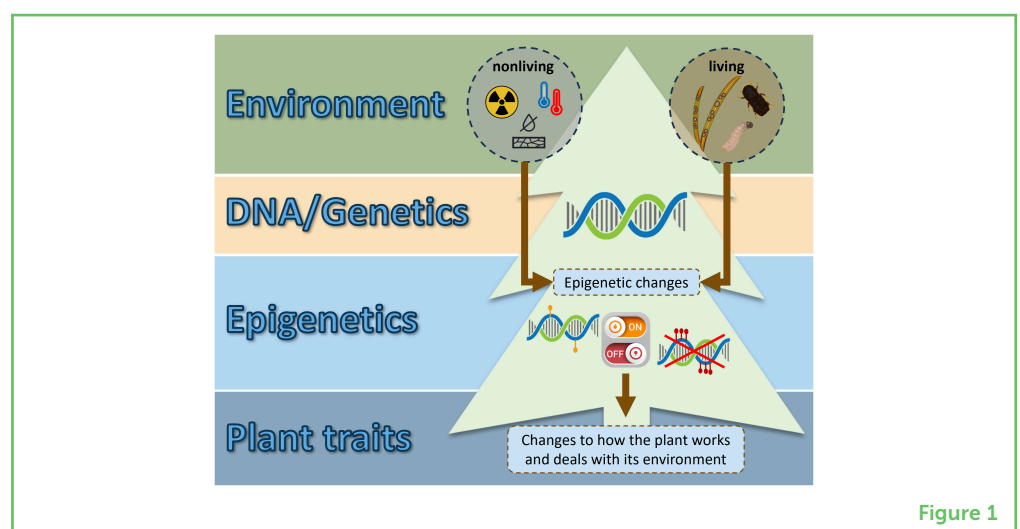 nonliving
living
Environment
DNA/Genetics
Epigenetic changes
Epigenetics
ON
OFF
Plant traits
Changes to how the plant works
and deals with its environment
Figure 1